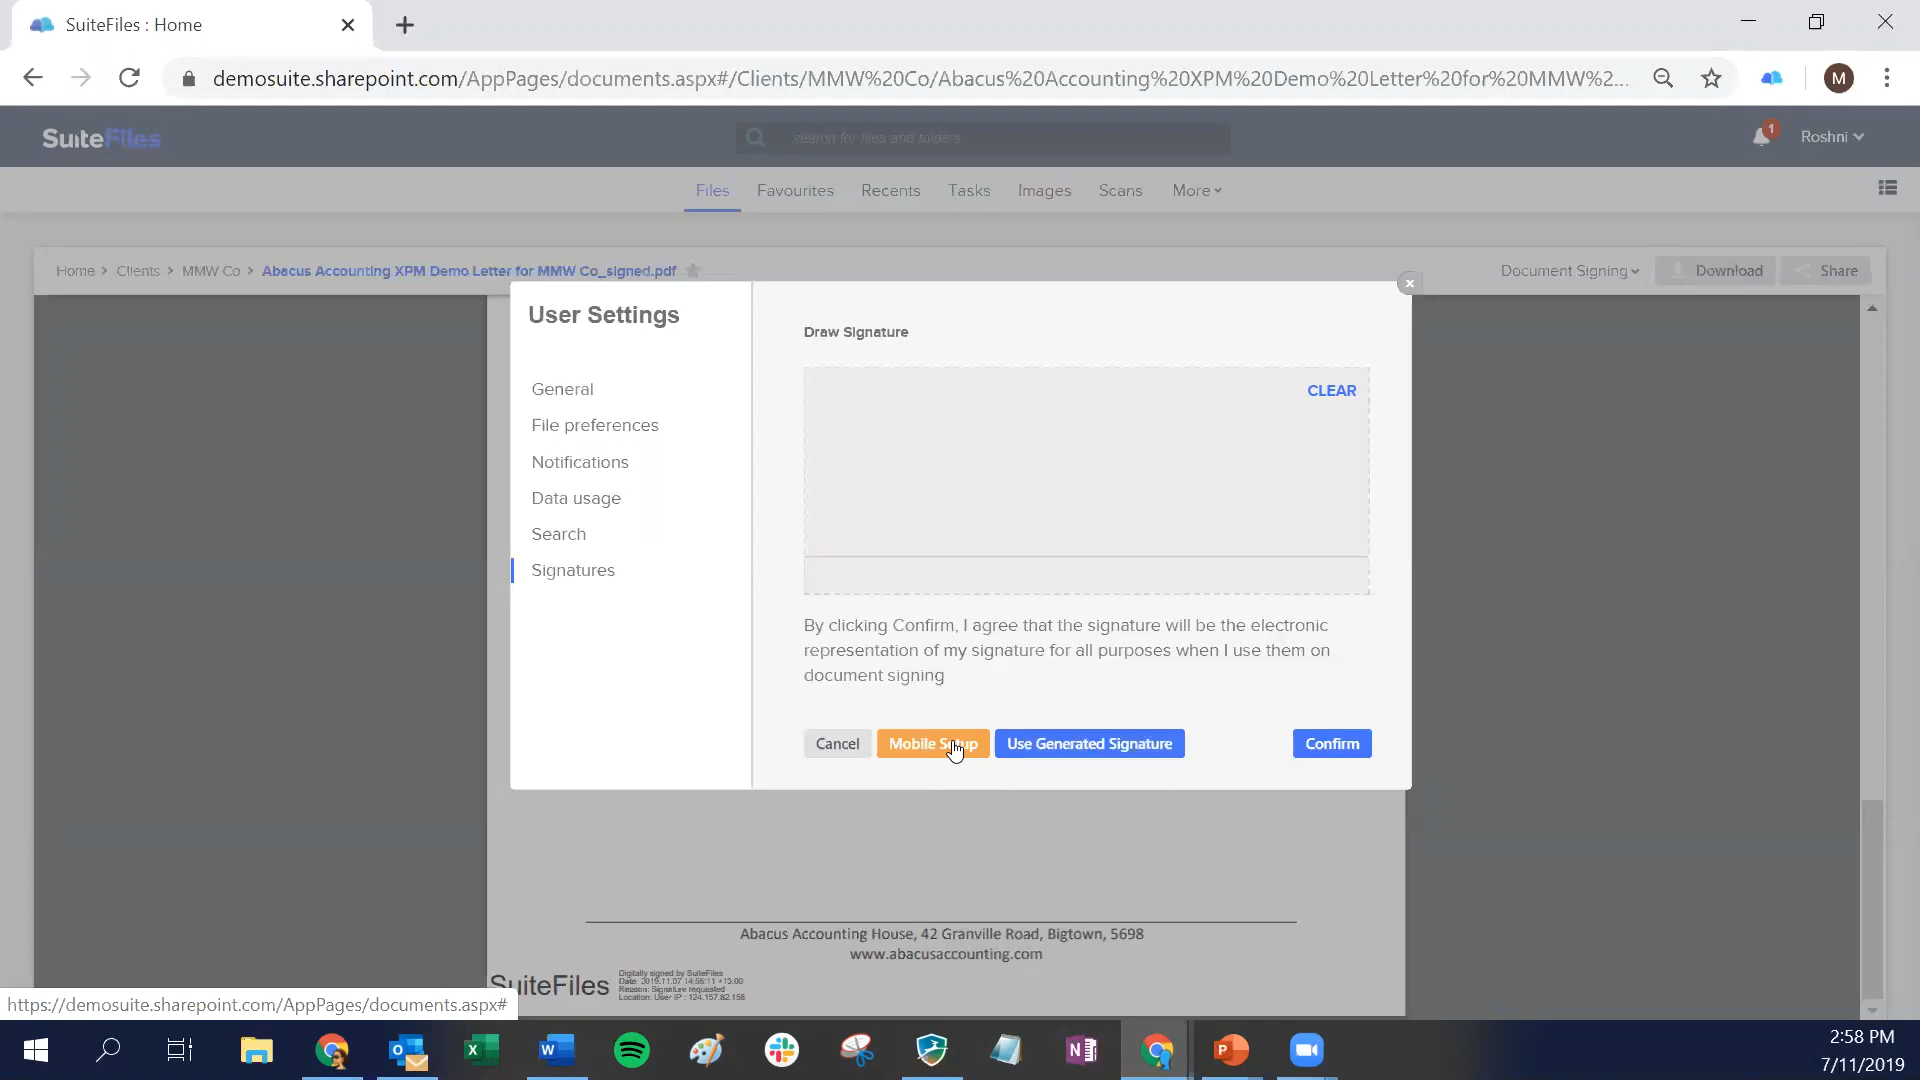 SuiteFiles : Home
demosuite.sharepoint.com/AppPages/documents.aspx#/Clients/MMW%20Co/Abacus%20Accounting%20XPM%20Demo%20Letter%20for%20MMW%2...
M
SuiteFiles
search for files and folders
1
Roshni
Files
Favourites
Recents
Tasks
Images
Scans
More
Home > Clients > MMW Co > Abacus Accounting XPM Demo Letter for MMW Co_signed.pdf
Document Signing
Download
Share
User Settings
General
File preferences
Notifications
Data usage
Search
Signatures
Draw Signature
CLEAR
By clicking Confirm, I agree that the signature will be the electronic
representation of my signature for all purposes when I use them on
document signing
Cancel
Mobile Setup
Use Generated Signature
Confirm
Abacus Accounting House, 42 Granville Road, Bigtown, 5698
www.abacusaccounting.com
SuiteFiles
Digitally signed by SuiteFiles
Date: 2019.11.07 14:56:11 +13:00
Reason: Signature requested
Location: User IP : 124.157.82.158
https://demosuite.sharepoint.com/AppPages/documents.aspx#
2:58 PM
7/11/2019